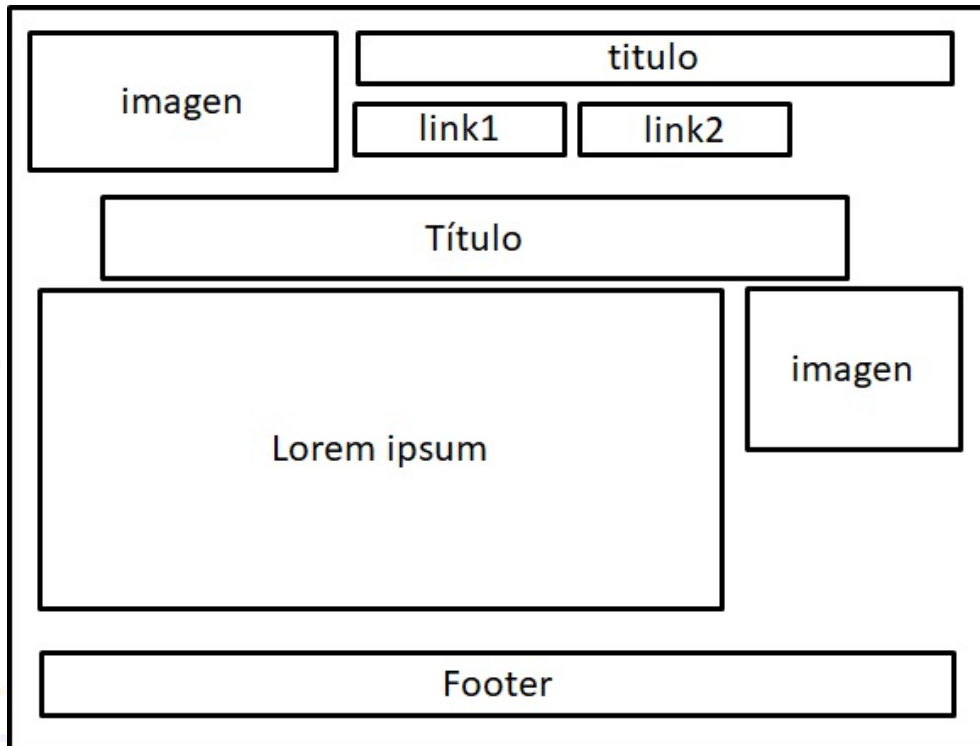 imagen
titulo
link1
link2
Título
Lorem ipsum
imagen
Footer